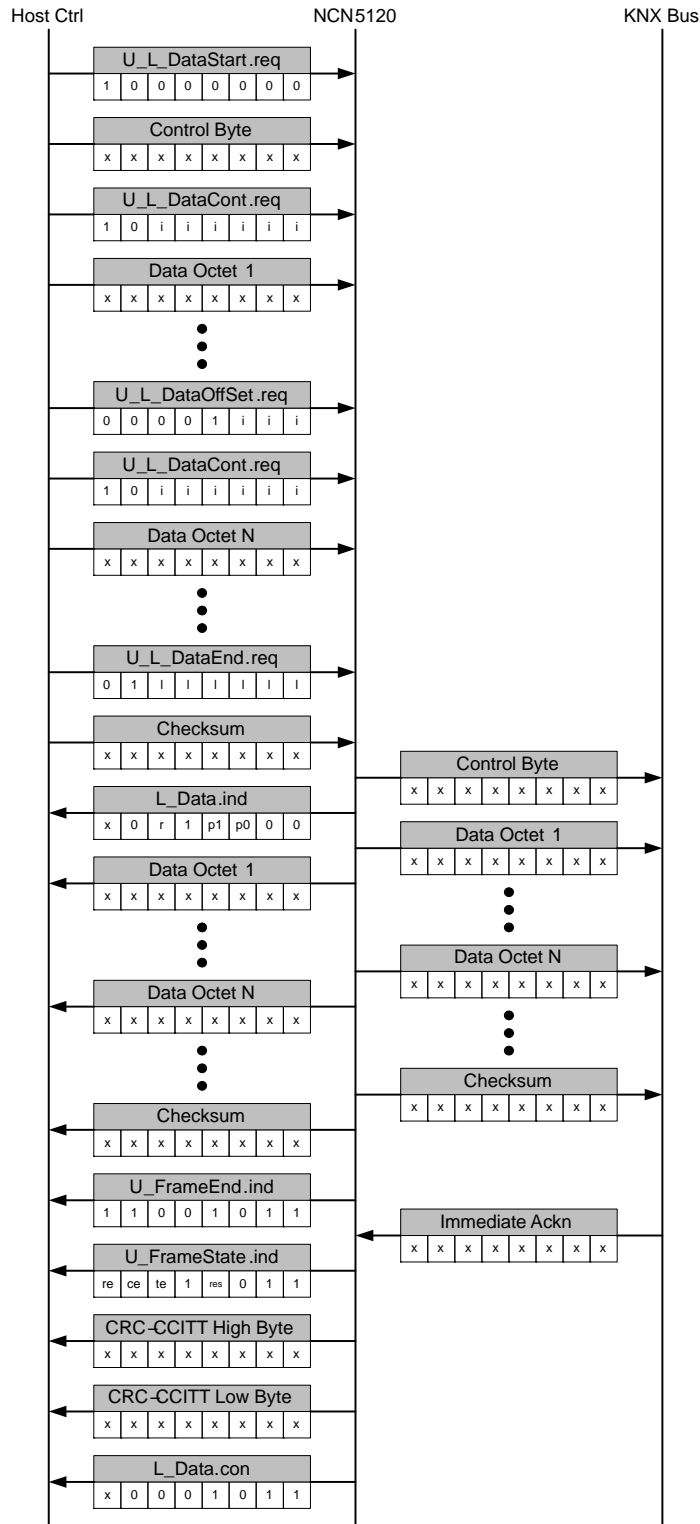 Host Ctrl NCN5120 KNX Bus
U_L_DataStart.req
1 0 0 0 0 0 0 0
Control Byte
x x x x x x x x
U_L_DataCont.req
1 0 i i i i i i
Data Octet 1
x x x x x x x x
U_L_DataOffSet.req
0 0 0 0 1 i i i
U_L_DataCont.req
1 0 i i i i i i
Data Octet N
x x x x x x x x
U_L_DataEnd.req
0 1 l l l l l l
Checksum
x x x x x x x x
Control Byte
x x x x x x x x
L_Data.ind
x 0 r 1 p1 p0 0 0
Data Octet 1
x x x x x x x x
Data Octet 1
x x x x x x x x
Data Octet N
x x x x x x x x
Data Octet N
x x x x x x x x
Checksum
x x x x x x x x
Checksum
x x x x x x x x
U_FrameEnd.ind
1 1 0 0 1 0 1 1
Immediate Ackn
x x x x x x x x
U_FrameState.ind
re ce te 1 res 0 1 1
CRC-CCITT High Byte
x x x x x x x x
CRC-CCITT Low Byte
x x x x x x x x
L_Data.con
x 0 0 0 1 0 1 1